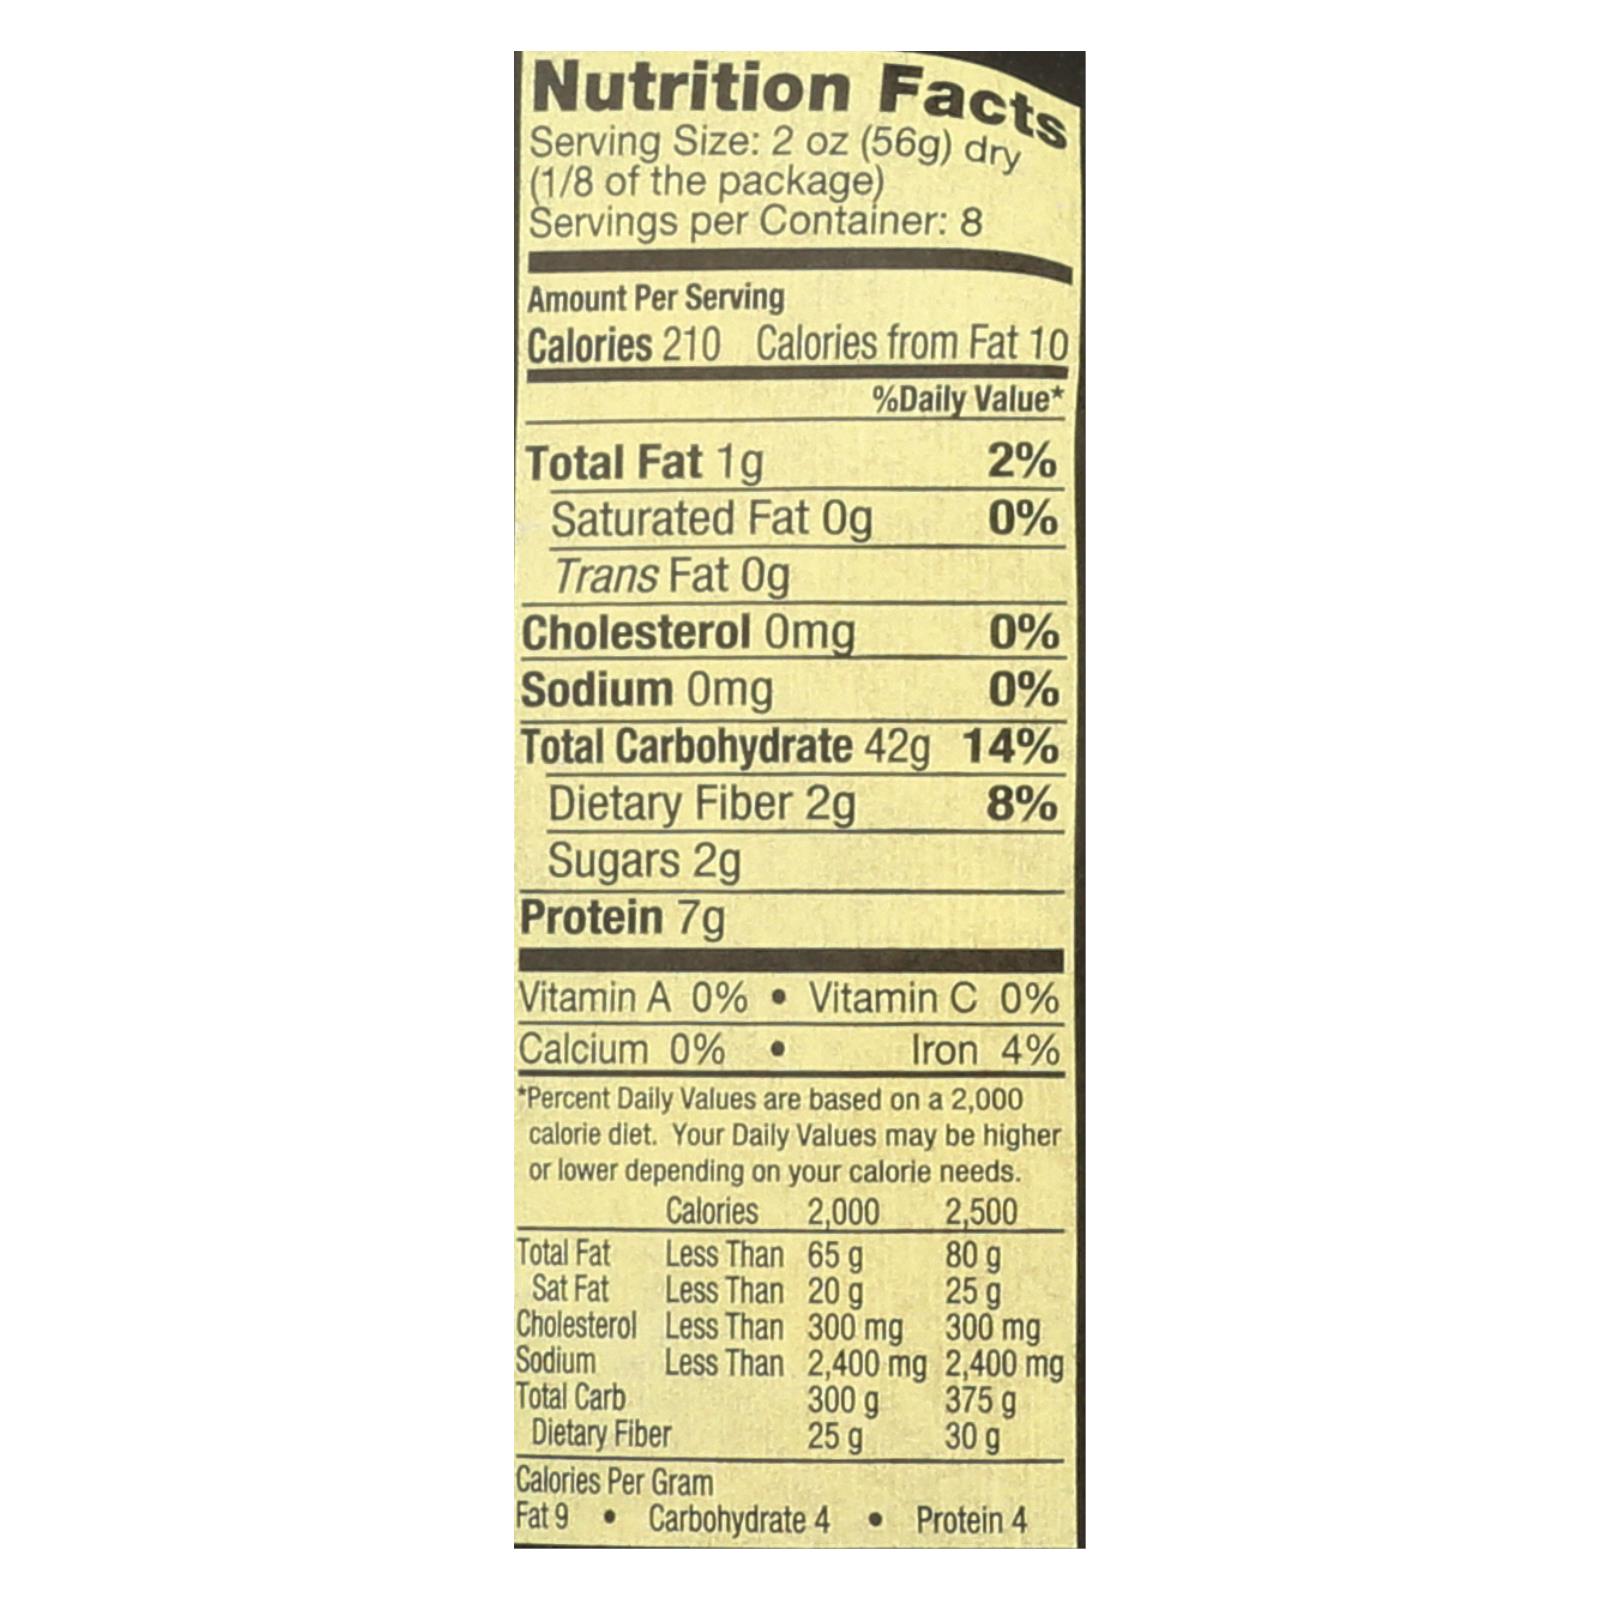 Nutrition Facts
Serving Size: 2 oz (56g) dry
(1/8 of the package)
Servings per Container: 8
Amount Per Serving
Calories 210 Calories from Fat 10
%Daily Value*
Total Fat 1g 2%
Saturated Fat 0g 0%
Trans Fat 0g
Cholesterol 0mg 0%
Sodium 0mg 0%
Total Carbohydrate 42g 14%
Dietary Fiber 2g 8%
Sugars 2g
Protein 7g
Vitamin A 0% • Vitamin C 0%
Calcium 0% • Iron 4%
*Percent Daily Values are based on a 2,000
calorie diet. Your Daily Values may be higher
or lower depending on your calorie needs.
Calories 2,000 2,500
Total Fat Less Than 65 g 80 g
Sat Fat Less Than 20 g 25 g
Cholesterol Less Than 300 mg 300 mg
Sodium Less Than 2,400 mg 2,400 mg
Total Carb 300 g 375 g
Dietary Fiber 25 g 30 g
Calories Per Gram
Fat 9 • Carbohydrate 4 • Protein 4